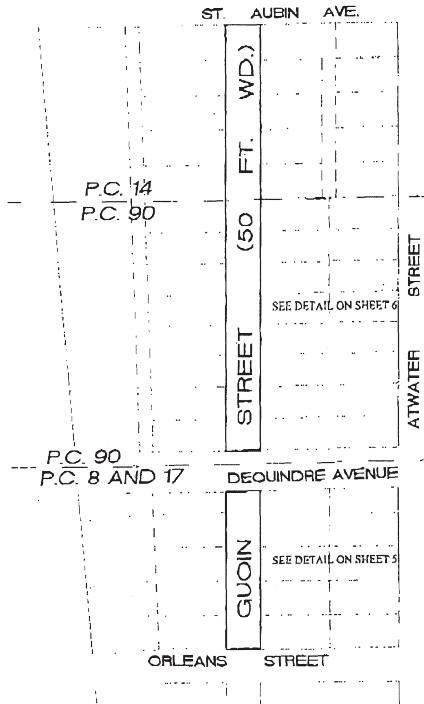 ST. AUBIN AVE.
P.C. 14
P.C. 90
GUOIN STREET (50 FT. WD.)
SEE DETAIL ON SHEET 6
ATWATER STREET
P.C. 90
P.C. 8 AND 17
DEQUINDRE AVENUE
SEE DETAIL ON SHEET 5
ORLEANS STREET